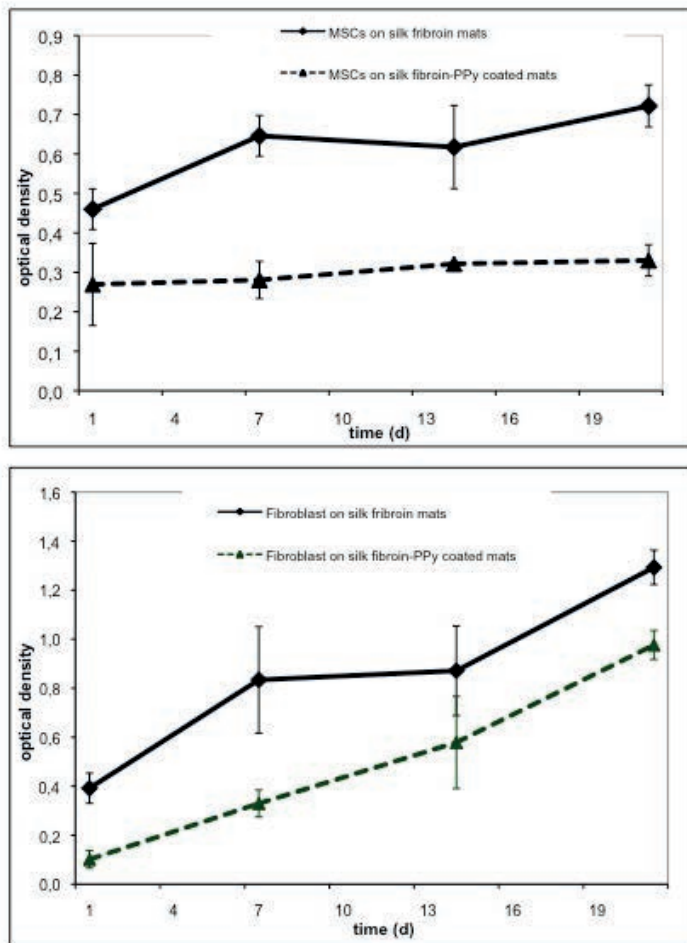 0,9
MSCs on silk fribroin mats
0,8
MSCs on silk fibroin-PPy coated mats
0,7
0,6
0,5
optical density
0,4
0,3
0,2
0,1
0,0
1 4 7 10 13 16 19
time (d)
1,6
Fibroblast on silk fribroin mats
1,4
Fibroblast on silk fibroin-PPy coated mats
1,2
1,0
0,8
optical density
0,6
0,4
0,2
0,0
1 4 7 10 13 16 19
time (d)